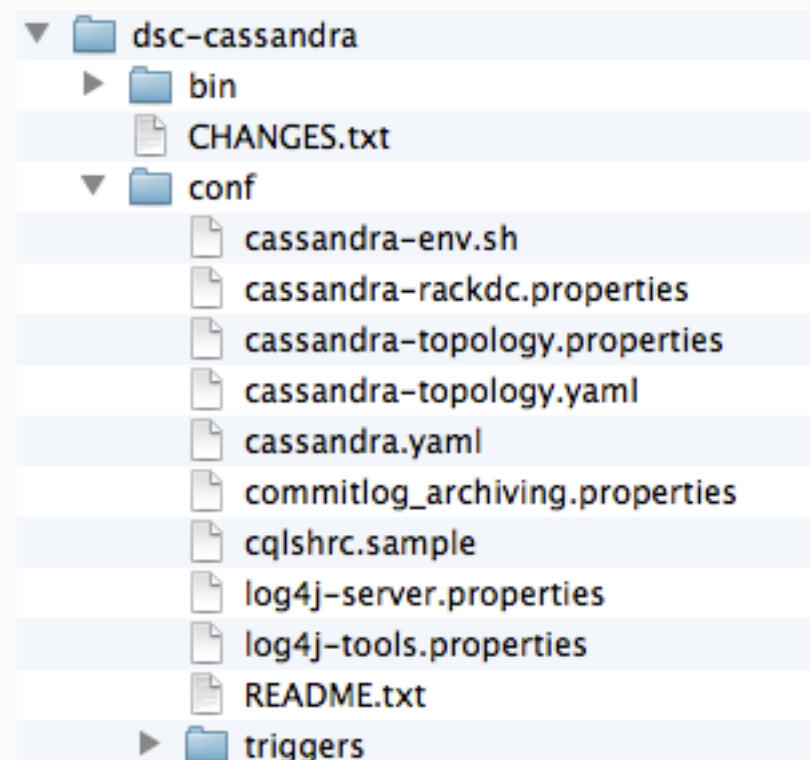 dsc-cassandra
bin
CHANGES.txt
conf
cassandra-env.sh
cassandra-rackdc.properties
cassandra-topology.properties
cassandra-topology.yaml
cassandra.yaml
commitlog_archiving.properties
cqlshrc.sample
log4j-server.properties
log4j-tools.properties
README.txt
triggers